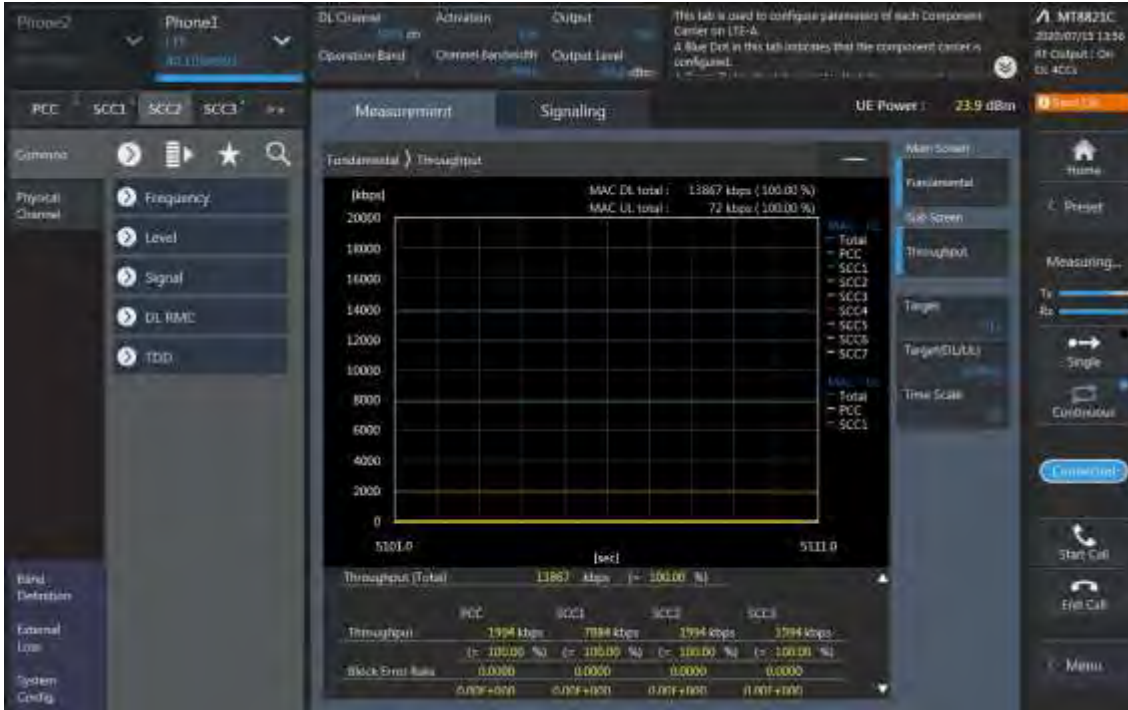 Phone2
Phone1
LTE
DL Channel
Activation
Output
Operation Band
Channel Bandwidth
Output Level
dBm
This tab is used to configure parameters of each Component
Carrier on LTE-A.
A Blue Dot in this tab indicates that the component carrier is
configured.
MT8821C
2020/07/15 13:56
RF Output : On
DL 4CCs
PCC
SCC1
SCC2
SCC3
>>
Measurement
Signaling
UE Power :
23.9 dBm
Common
Physical
Channel
Frequency
Level
Signal
DL RMC
TDD
Band
Definition
External
Loss
System
Config.
Fundamental
Throughput
[kbps]
MAC DL total : 13867 kbps ( 100.00 %)
MAC UL total : 72 kbps ( 100.00 %)
20000
18000
16000
14000
12000
10000
8000
6000
4000
2000
0
5101.0
[sec]
5111.0
Total
PCC
SCC1
SCC2
SCC3
SCC4
SCC5
SCC6
SCC7
Total
PCC
SCC1
Throughput (Total) 13867 kbps (= 100.00 %)
PCC SCC1 SCC2 SCC3
Throughput 1994 kbps 7884 kbps 1994 kbps 1994 kbps
(= 100.00 %) (= 100.00 %) (= 100.00 %) (= 100.00 %)
Block Error Rate 0.0000 0.0000 0.0000 0.0000
0.00E+000 0.00E+000 0.00E+000 0.00E+000
Main Screen
Fundamental
Sub Screen
Throughput
Target
Target(DL/UL)
Time Scale
Home
Preset
Measuring...
Tx
Rx
Single
Continuous
Connected
Start Call
End Call
Menu